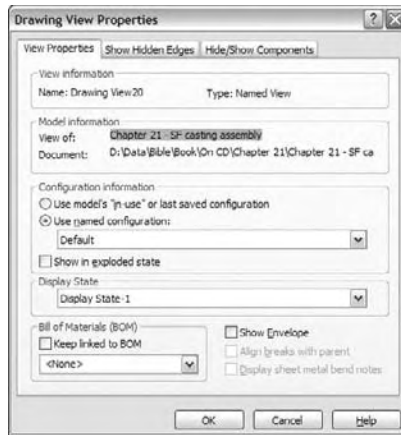 Drawing View Properties
View Properties Show Hidden Edges Hide/Show Components
View information
Name: Drawing View20 Type: Named View
Model information
View of: Chapter 21 - SF casting assembly
Document: D:\Data\Bible\Book\On CD\Chapter 21\Chapter 21 - SF ca
Configuration information
Use model's "in-use" or last saved configuration
Use named configuration:
Default
Show in exploded state
Display State
Display State-1
Bill of Materials (BOM)
Keep linked to BOM
<None>
Show Envelope
Align breaks with parent
Display sheet metal bend notes
OK Cancel Help